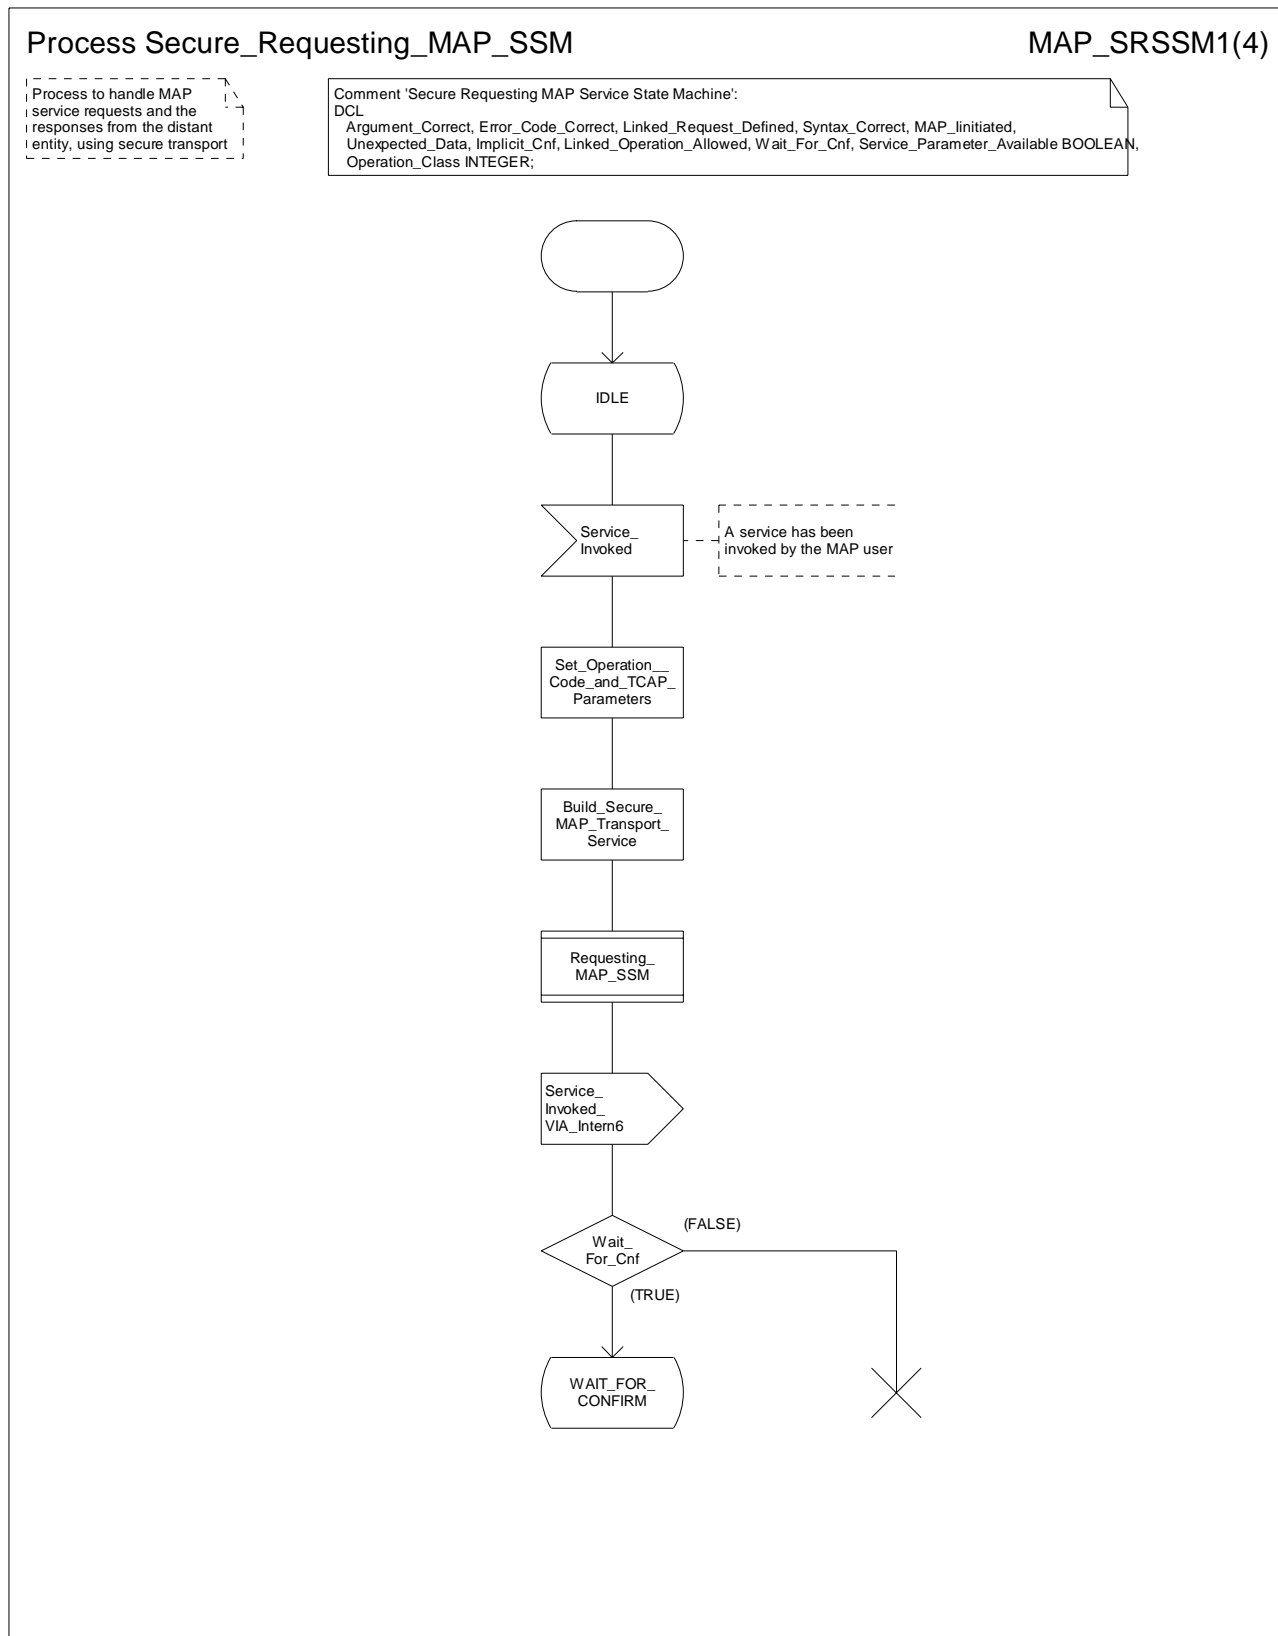 Process Secure_Requesting_MAP_SSM
MAP_SRSSM1(4)
Process to handle MAP
service requests and the
responses from the distant
entity, using secure transport
Comment 'Secure Requesting MAP Service State Machine':
DCL
Argument_Correct, Error_Code_Correct, Linked_Request_Defined, Syntax_Correct, MAP_Iinitiated,
Unexpected_Data, Implicit_Cnf, Linked_Operation_Allowed, Wait_For_Cnf, Service_Parameter_Available BOOLEAN,
Operation_Class INTEGER;
IDLE
Service_
Invoked
A service has been
invoked by the MAP user
Set_Operation__
Code_and_TCAP_
Parameters
Build_Secure_
MAP_Transport_
Service
Requesting_
MAP_SSM
Service_
Invoked_
VIA_Intern6
Wait_
For_Cnf
(FALSE)
(TRUE)
WAIT_FOR_
CONFIRM